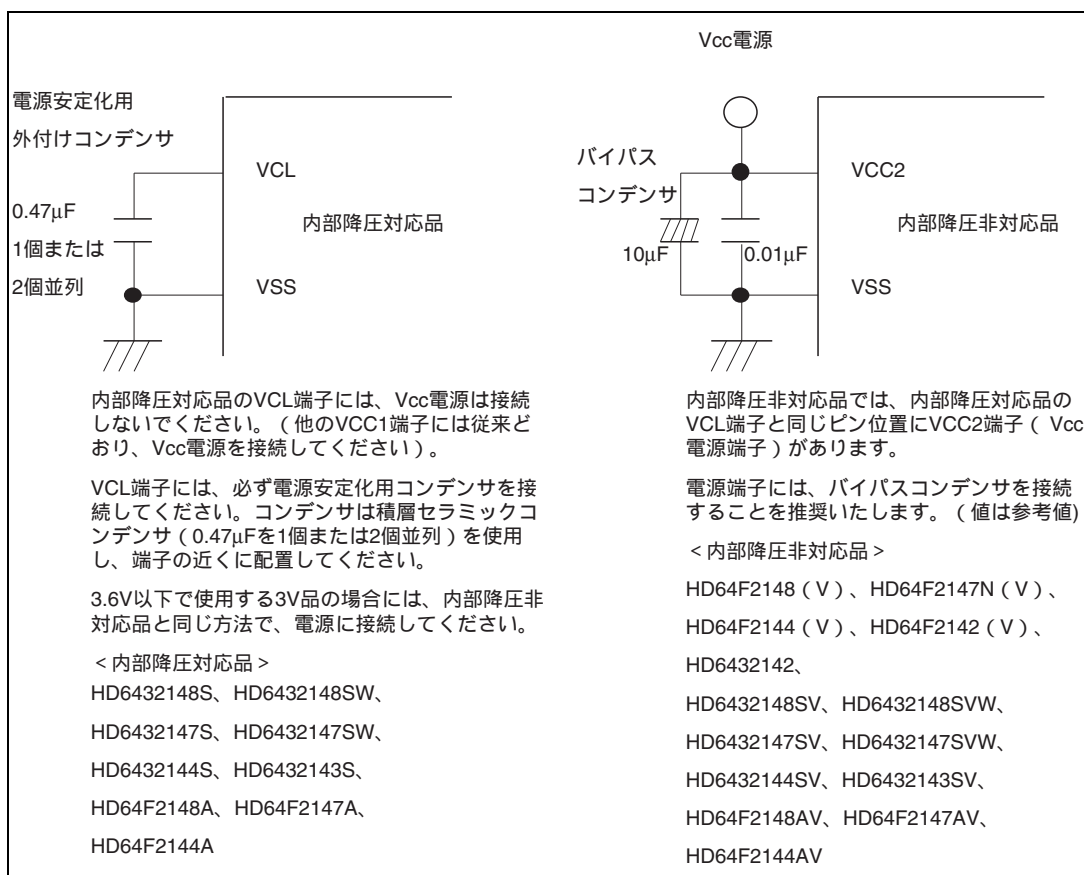 電源安定化用
外付けコンデンサ
VCL
0.47μF
1個または
2個並列
内部降圧対応品
VSS
内部降圧対応品のVCL端子には、Vcc電源は接続
しないでください。（他のVCC1端子には従来ど
おり、Vcc電源を接続してください）。
VCL端子には、必ず電源安定化用コンデンサを接
続してください。コンデンサは積層セラミックコ
ンデンサ（0.47μFを1個または2個並列）を使用
し、端子の近くに配置してください。
3.6V以下で使用する3V品の場合には、内部降圧非
対応品と同じ方法で、電源に接続してください。
＜内部降圧対応品＞
HD6432148S、HD6432148SW、
HD6432147S、HD6432147SW、
HD6432144S、HD6432143S、
HD64F2148A、HD64F2147A、
HD64F2144A
Vcc電源
バイパス
コンデンサ
VCC2
内部降圧非対応品
10μF
0.01μF
VSS
内部降圧非対応品では、内部降圧対応品の
VCL端子と同じピン位置にVCC2端子（ Vcc
電源端子）があります。
電源端子には、バイパスコンデンサを接続
することを推奨いたします。（値は参考値)
＜内部降圧非対応品＞
HD64F2148（V）、HD64F2147N（V）、
HD64F2144（V）、HD64F2142（V）、
HD6432142、
HD6432148SV、HD6432148SVW、
HD6432147SV、HD6432147SVW、
HD6432144SV、HD6432143SV、
HD64F2148AV、HD64F2147AV、
HD64F2144AV